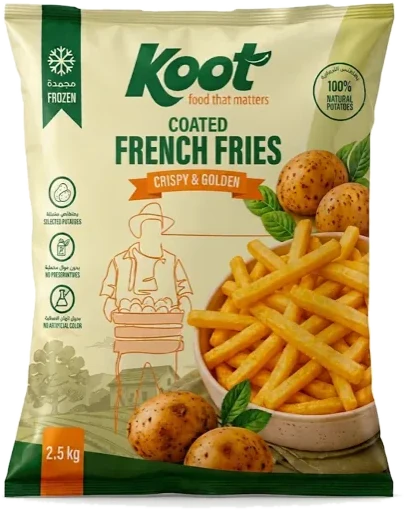 Koot
food that matters
COATED
FRENCH FRIES
CRISPY & GOLDEN
مجمدة
FROZEN
100%
NATURAL
POTATOES
SELECTED POTATOES
NO PRESERVATIVES
NO ARTIFICIAL COLOR
2.5 kg